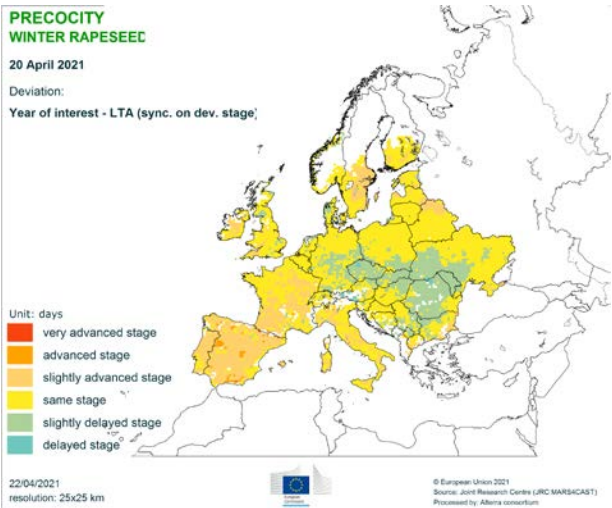 PRECOCITY
WINTER RAPESEED
20 April 2021
Deviation:
Year of interest - LTA (sync. on dev. stage)
Unit: days
very advanced stage
advanced stage
slightly advanced stage
same stage
slightly delayed stage
delayed stage
22/04/2021
resolution: 25x25 km
European
Commission
© European Union 2021
Source: Joint Research Centre (JRC MARS4CAST)
Processed by: Alterra consortium